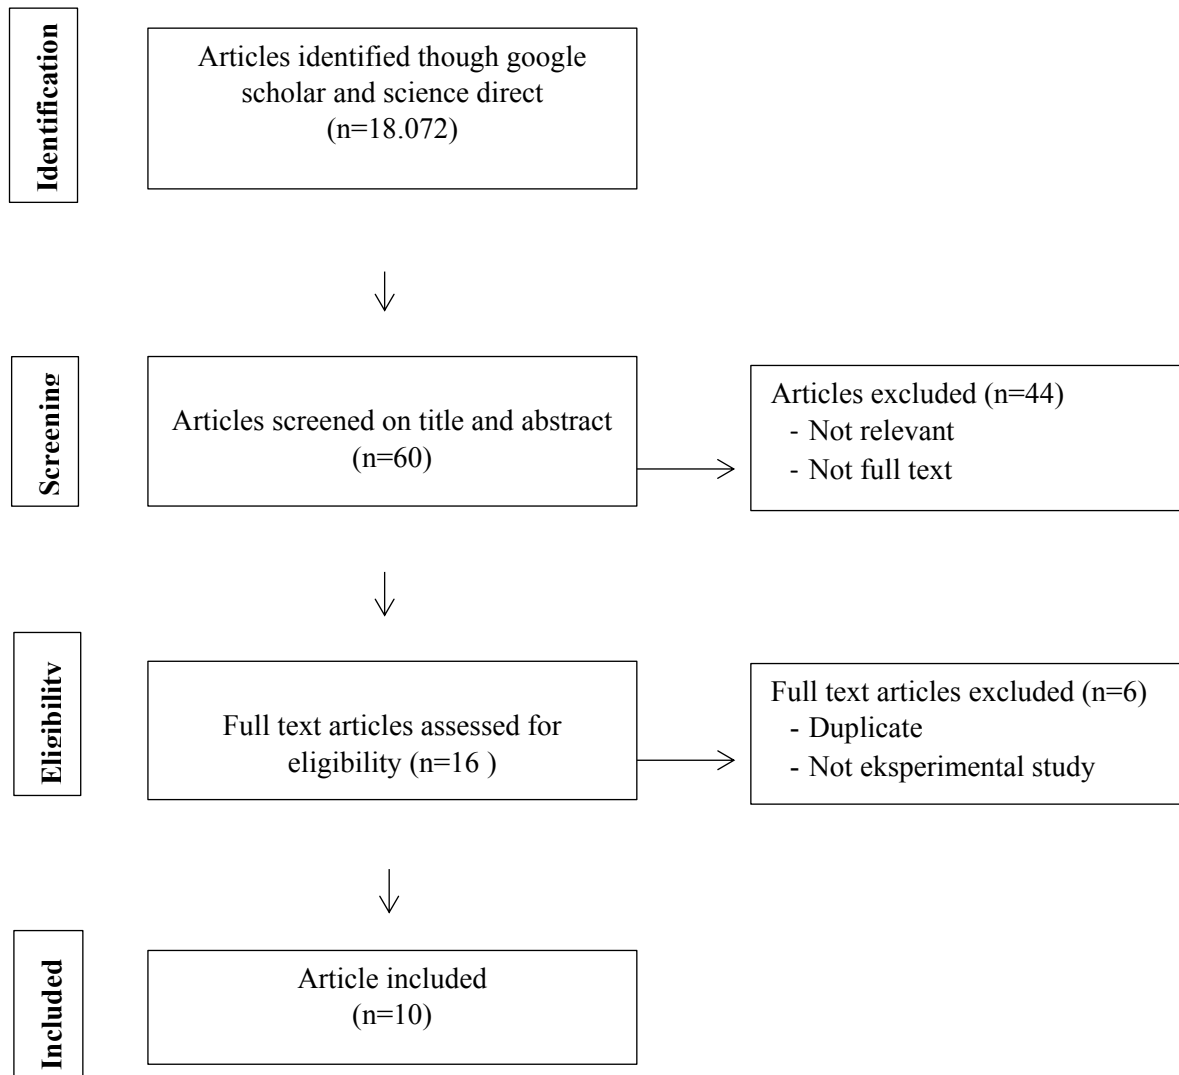 Identification
Articles identified though google
scholar and science direct
(n=18.072)
Screening
Articles screened on title and abstract
(n=60)
Articles excluded (n=44)
- Not relevant
- Not full text
Eligibility
Full text articles assessed for
eligibility (n=16 )
Full text articles excluded (n=6)
- Duplicate
- Not eksperimental study
Included
Article included
(n=10)